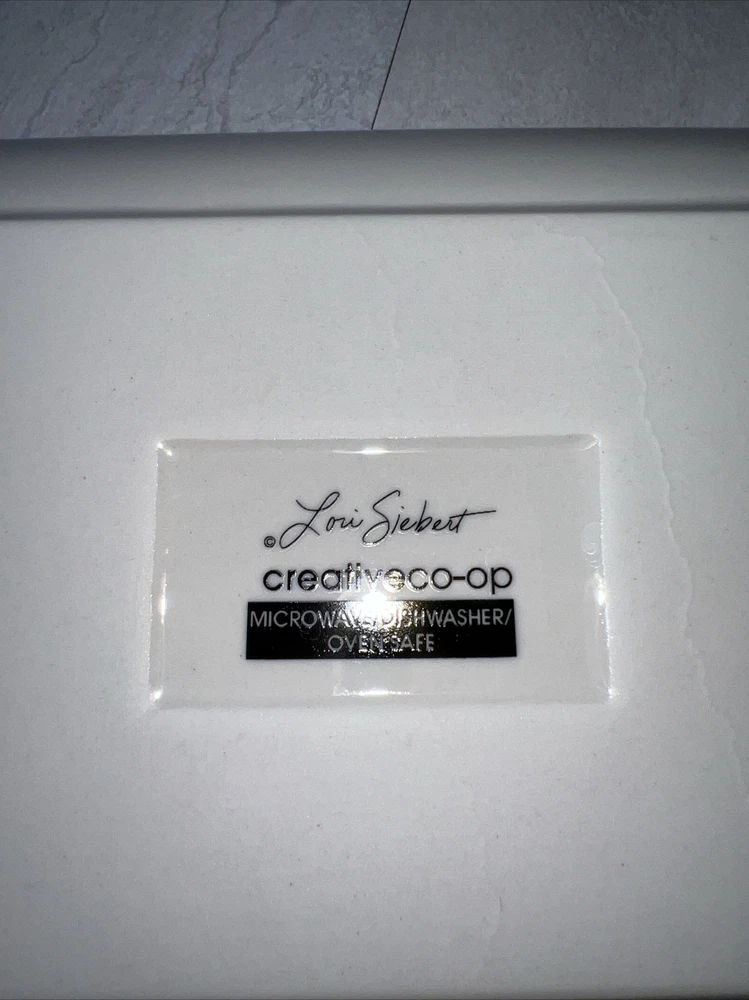 © Lori Siebert
creativeco-op
MICROWAVE/DISHWASHER/
OVEN SAFE